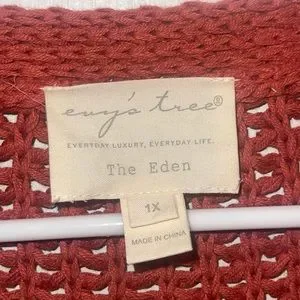 evy's tree®
EVERYDAY LUXURY, EVERYDAY LIFE.
The Eden
1X
MADE IN CHINA